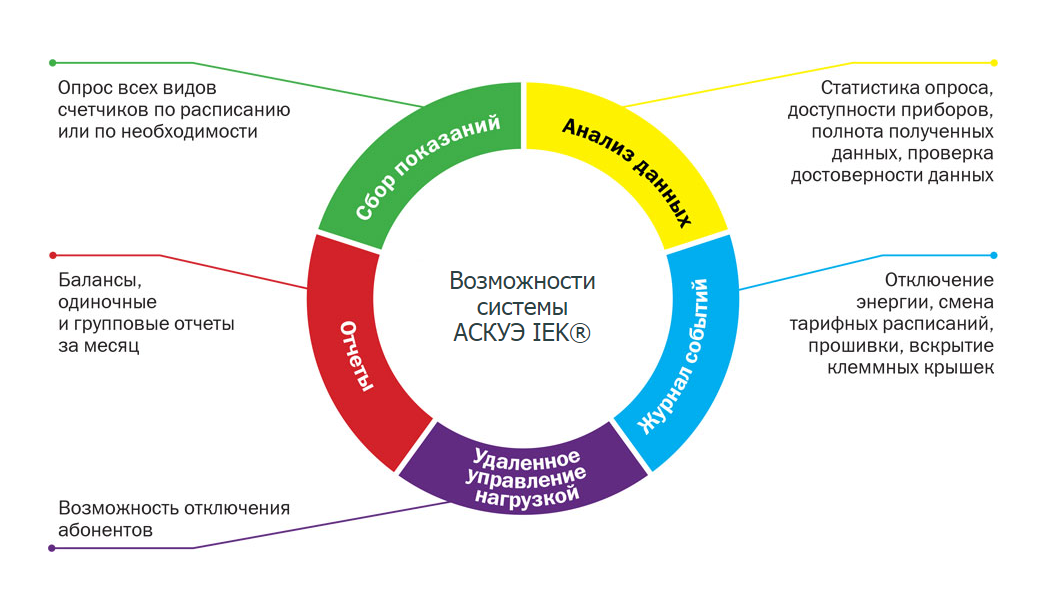 Опрос всех видов
счетчиков по расписанию
или по необходимости
Сбор показаний
Анализ данных
Статистика опроса,
доступности приборов,
полнота полученных
данных, проверка
достоверности данных
Балансы,
одиночные
и групповые отчеты
за месяц
Отчеты
Возможности
системы
АСКУЭ IEK®
Журнал событий
Отключение
энергии, смена
тарифных расписаний,
прошивки, вскрытие
клеммных крышек
Удаленное
управление
нагрузкой
Возможность отключения
абонентов